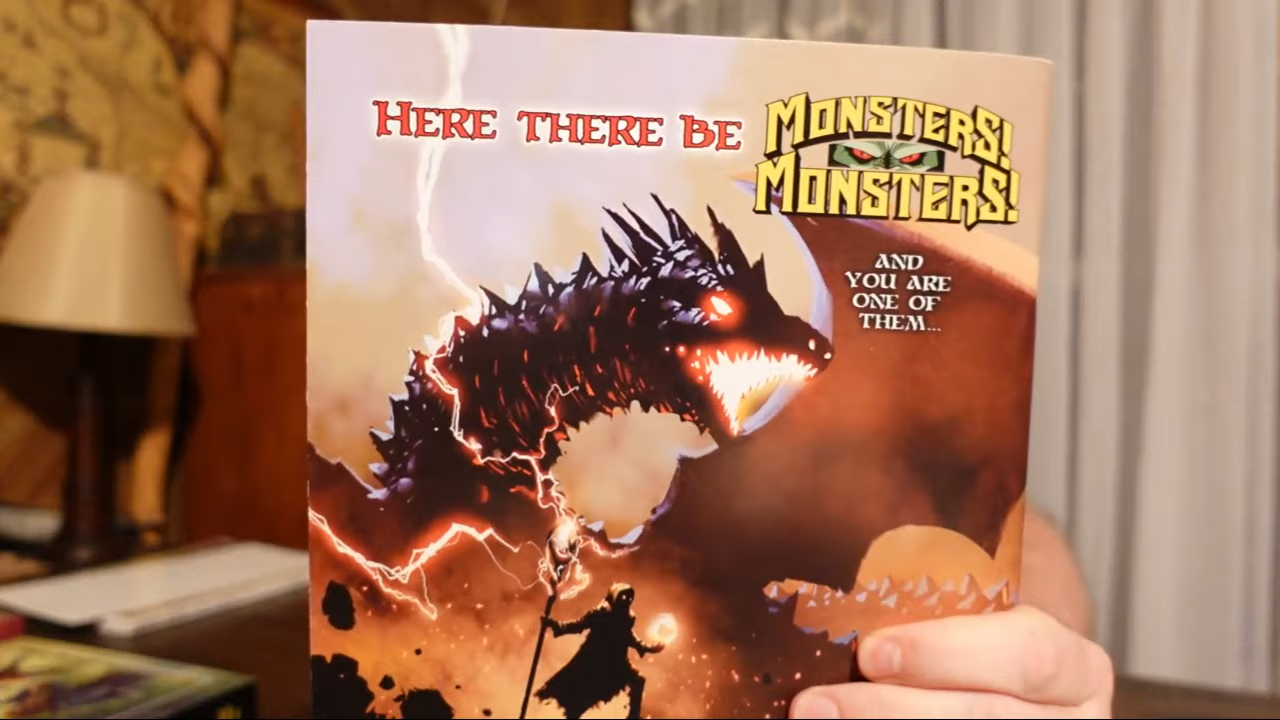 HERE THERE BE
MONSTERS!
MONSTERS!
AND
YOU ARE
ONE OF
THEM...